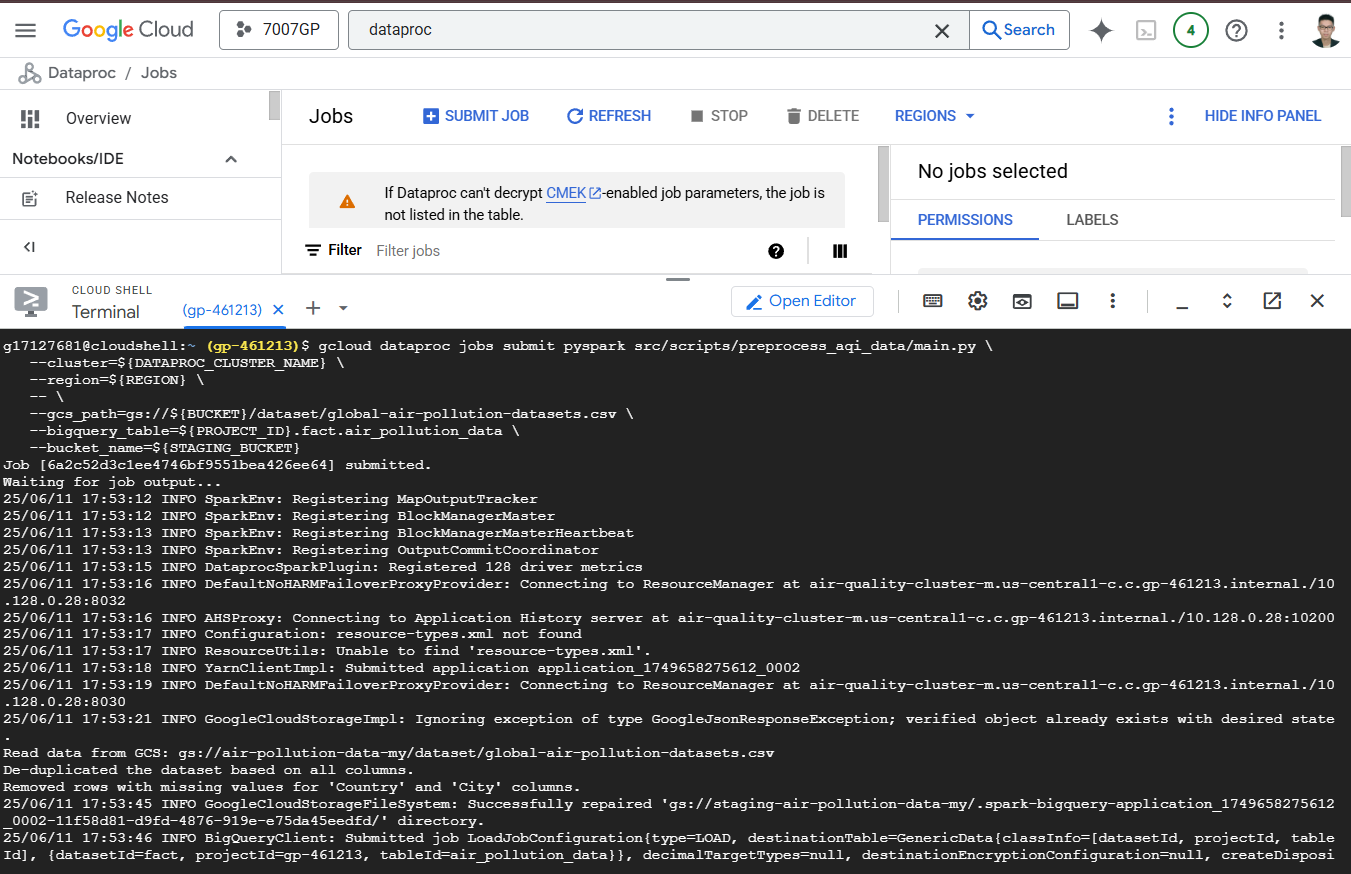 Google Cloud
7007GP
dataproc
Search
4
Dataproc / Jobs
Overview
Notebooks/IDE
Release Notes
Jobs
SUBMIT JOB
REFRESH
STOP
DELETE
REGIONS
HIDE INFO PANEL
If Dataproc can't decrypt CMEK-enabled job parameters, the job is
not listed in the table.
Filter Filter jobs
No jobs selected
PERMISSIONS
LABELS
CLOUD SHELL
Terminal
(gp-461213)
Open Editor
g17127681@cloudshell:~ (gp-461213)$ gcloud dataproc jobs submit pyspark src/scripts/preprocess_aqi_data/main.py \
--cluster=${DATAPROC_CLUSTER_NAME} \
--region=${REGION} \
-- \
--gcs_path=gs://${BUCKET}/dataset/global-air-pollution-datasets.csv \
--bigquery_table=${PROJECT_ID}.fact.air_pollution_data \
--bucket_name=${STAGING_BUCKET}
Job [6a2c52d3c1ee4746bf9551bea426ee64] submitted.
Waiting for job output...
25/06/11 17:53:12 INFO SparkEnv: Registering MapOutputTracker
25/06/11 17:53:12 INFO SparkEnv: Registering BlockManagerMaster
25/06/11 17:53:13 INFO SparkEnv: Registering BlockManagerMasterHeartbeat
25/06/11 17:53:13 INFO SparkEnv: Registering OutputCommitCoordinator
25/06/11 17:53:15 INFO DataprocSparkPlugin: Registered 128 driver metrics
25/06/11 17:53:16 INFO DefaultNoHARMFailoverProxyProvider: Connecting to ResourceManager at air-quality-cluster-m.us-central1-c.c.gp-461213.internal./10
.128.0.28:8032
25/06/11 17:53:16 INFO AHSProxy: Connecting to Application History server at air-quality-cluster-m.us-central1-c.c.gp-461213.internal./10.128.0.28:10200
25/06/11 17:53:17 INFO Configuration: resource-types.xml not found
25/06/11 17:53:17 INFO ResourceUtils: Unable to find 'resource-types.xml'.
25/06/11 17:53:18 INFO YarnClientImpl: Submitted application application_1749658275612_0002
25/06/11 17:53:19 INFO DefaultNoHARMFailoverProxyProvider: Connecting to ResourceManager at air-quality-cluster-m.us-central1-c.c.gp-461213.internal./10
.128.0.28:8030
25/06/11 17:53:21 INFO GoogleCloudStorageImpl: Ignoring exception of type GoogleJsonResponseException; verified object already exists with desired state
.
Read data from GCS: gs://air-pollution-data-my/dataset/global-air-pollution-datasets.csv
De-duplicated the dataset based on all columns.
Removed rows with missing values for 'Country' and 'City' columns.
25/06/11 17:53:45 INFO GoogleCloudStorageFileSystem: Successfully repaired 'gs://staging-air-pollution-data-my/.spark-bigquery-application_1749658275612
_0002-11f58d81-d9fd-4876-919e-e75da45eedfd/' directory.
25/06/11 17:53:46 INFO BigQueryClient: Submitted job LoadJobConfiguration{type=LOAD, destinationTable=GenericData{classInfo=[datasetId, projectId, table
Id], {datasetId=fact, projectId=gp-461213, tableId=air_pollution_data}}, decimalTargetTypes=null, destinationEncryptionConfiguration=null, createDisposi